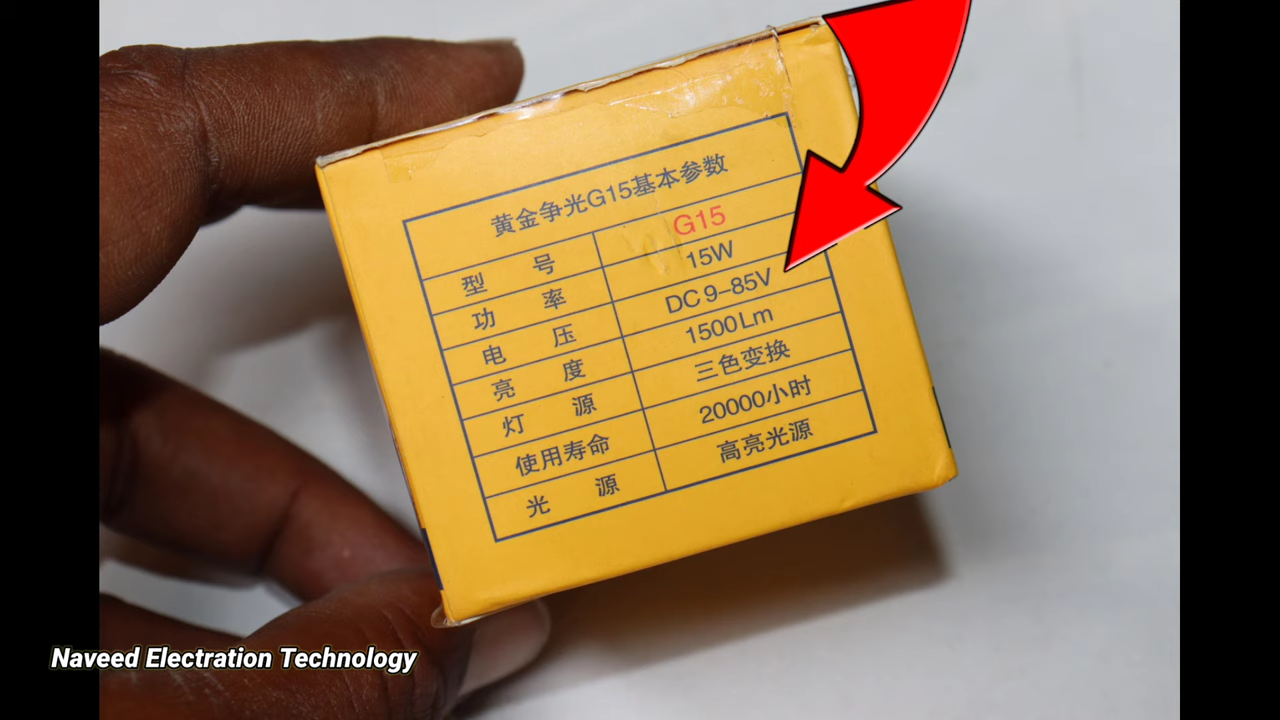 黄金争光G15基本参数
型号 G15
功率 15W
电压 DC 9-85V
亮度 1500Lm
灯源 三色变换
使用寿命 20000小时
光源 高亮光源
Naveed Electration Technology